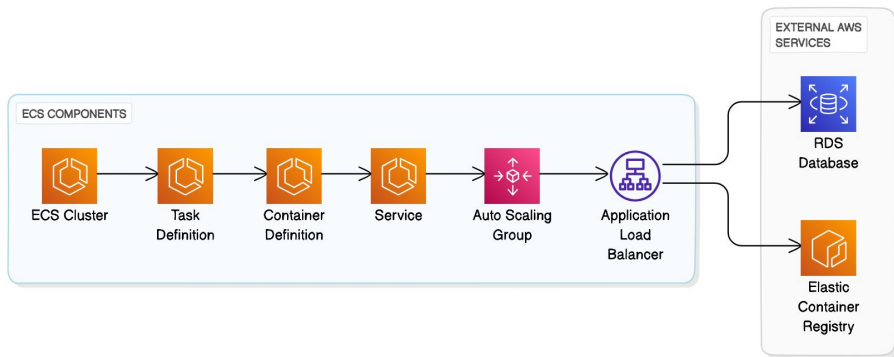 EXTERNAL AWS
SERVICES
ECS COMPONENTS
ECS Cluster
Task
Definition
Container
Definition
Service
Auto Scaling
Group
Application
Load
Balancer
RDS
Database
Elastic
Container
Registry